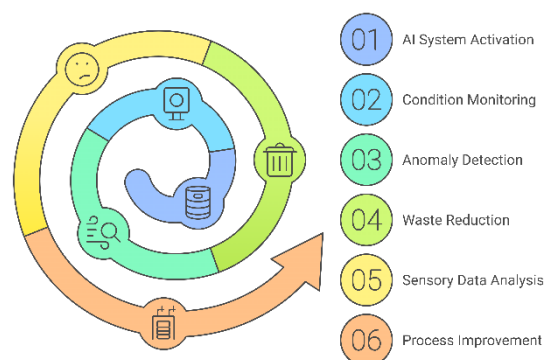 01 AI System Activation
02 Condition Monitoring
03 Anomaly Detection
04 Waste Reduction
05 Sensory Data Analysis
06 Process Improvement